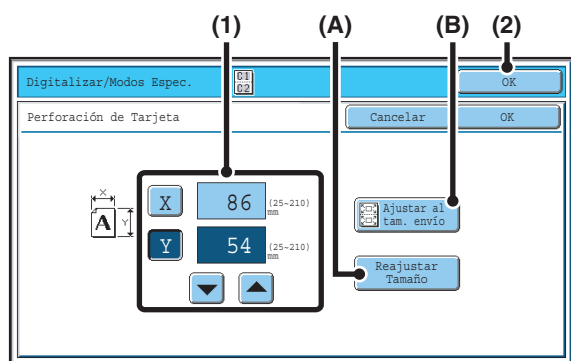 (1) (A) (B) (2)
Digitalizar/Modos Espec.
C1
C2
OK
Perforación de Tarjeta
Cancelar
OK
X
A
Y
X
86
(25~210)
mm
Y
54
(25~210)
mm
Ajustar al
tam. envío
Reajustar
Tamaño